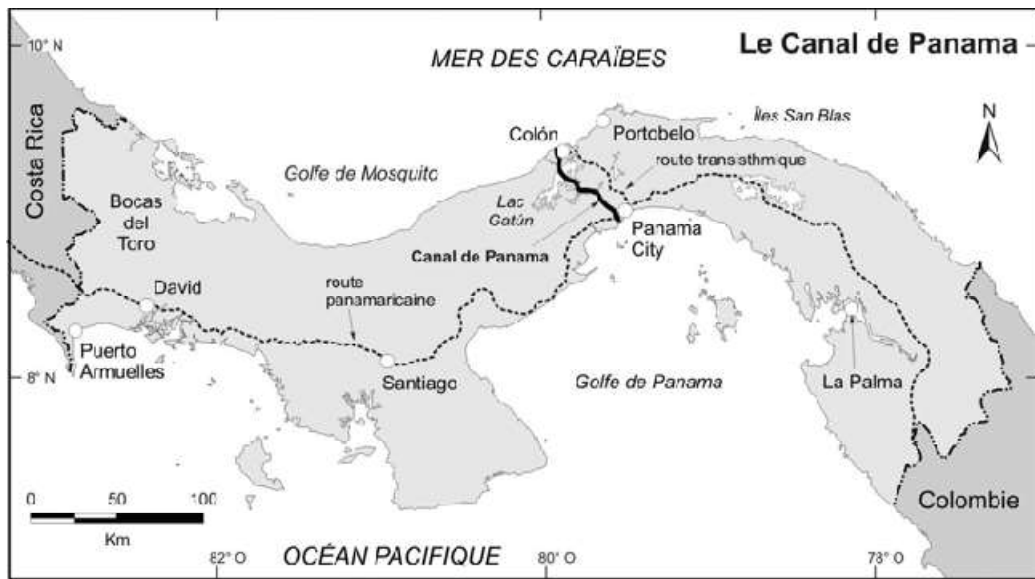 10° N
Le Canal de Panama
MER DES CARAÏBES
N
Îles San Blas
Portobelo
Colón
route transisthmique
Costa Rica
Golfe de Mosquito
Lac
Gatún
Bocas
del
Toro
Canal de Panama
Panama
City
David
route
panamaricaine
Puerto
Armuelles
8° N
Santiago
Golfe de Panama
La Palma
Colombie
0 50 100
Km
OCÉAN PACIFIQUE
82° O
80° O
78° O